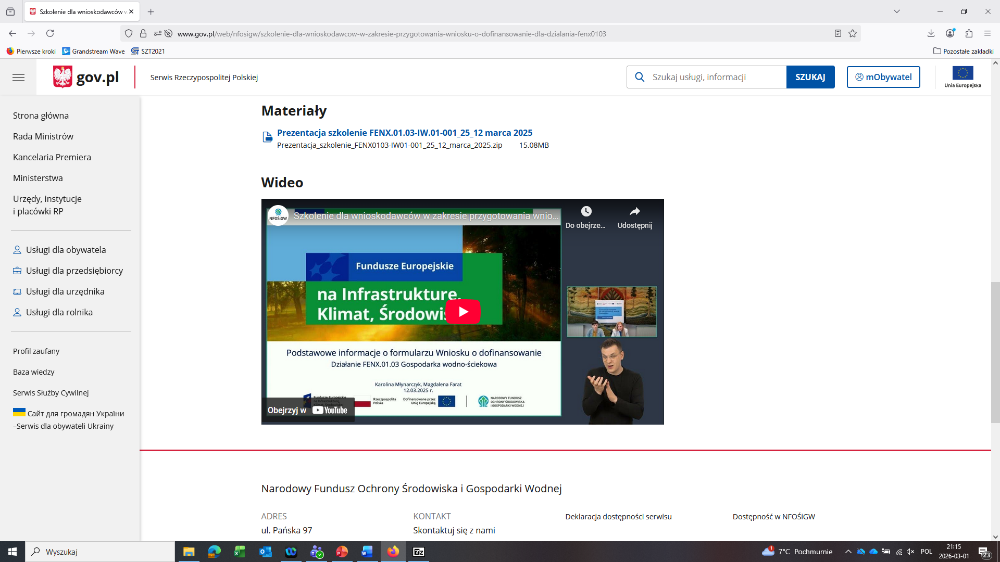 Szkolenie dla wnioskodawców w
www.gov.pl/web/nfosigw/szkolenie-dla-wnioskodawcow-w-zakresie-przygotowania-wniosku-o-dofinansowanie-dla-dzialania-fenx0103
Pierwsze kroki
Grandstream Wave
SZT2021
Pozostałe zakładki
gov.pl
Serwis Rzeczypospolitej Polskiej
Szukaj usługi, informacji
SZUKAJ
mObywatel
Unia Europejska
Strona główna
Rada Ministrów
Kancelaria Premiera
Ministerstwa
Urzędy, instytucje
i placówki RP
Usługi dla obywatela
Usługi dla przedsiębiorcy
Usługi dla urzędnika
Usługi dla rolnika
Profil zaufany
Baza wiedzy
Serwis Służby Cywilnej
Сайт для громадян України
–Serwis dla obywateli Ukrainy
Materiały
Prezentacja szkolenie FENX.01.03-IW.01-001_25_12 marca 2025
Prezentacja_szkolenie_FENX0103-IW01-001_25_12_marca_2025.zip 15.08MB
Wideo
NFOŚiGW
Szkolenie dla wnioskodawców w zakresie przygotowania wnio...
Do obejrze...
Udostępnij
Fundusze Europejskie
na Infrastrukturę,
Klimat, Środowis
Podstawowe informacje o formularzu Wniosku o dofinansowanie
Działanie FENX.01.03 Gospodarka wodno-ściekowa
Karolina Młynarczyk, Magdalena Farat
12.03.2025 r.
Fundusze Europejskie
Rzeczpospolita
Polska
Dofinansowane przez
Unię Europejską
NARODOWY FUNDUSZ
OCHRONY ŚRODOWISKA
I GOSPODARKI WODNEJ
Obejrzyj w YouTube
Narodowy Fundusz Ochrony Środowiska i Gospodarki Wodnej
ADRES
ul. Pańska 97
KONTAKT
Skontaktuj się z nami
Deklaracja dostępności serwisu
Dostępność w NFOŚiGW
Wyszukaj
7z
1
7°C Pochmurnie
POL
21:15
2026-03-01
23